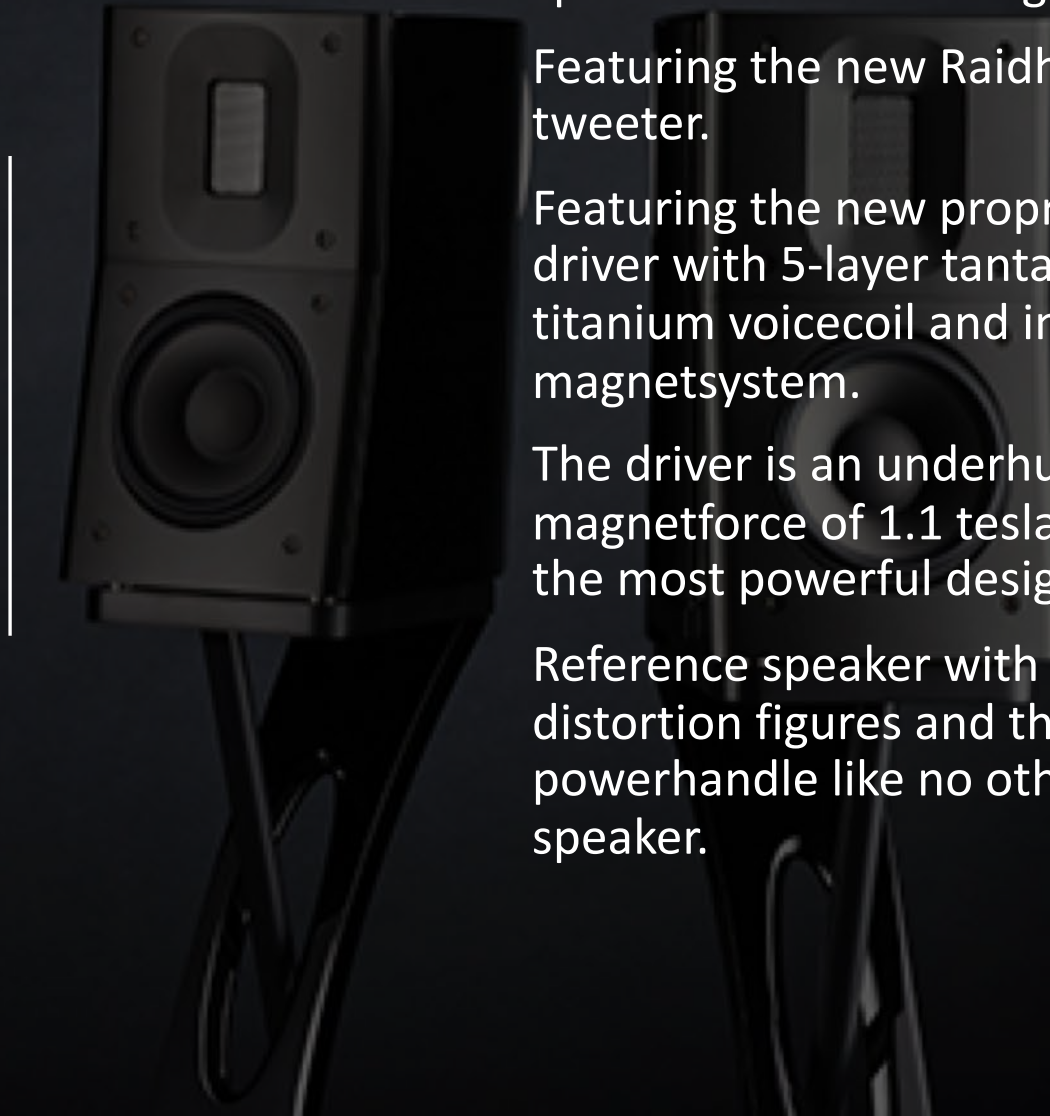 Featuring the new Raidh
tweeter.
Featuring the new propr
driver with 5-layer tanta
titanium voicecoil and in
magnetsystem.
The driver is an underhu
magnetforce of 1.1 tesla
the most powerful desig
Reference speaker with
distortion figures and th
powerhandle like no oth
speaker.